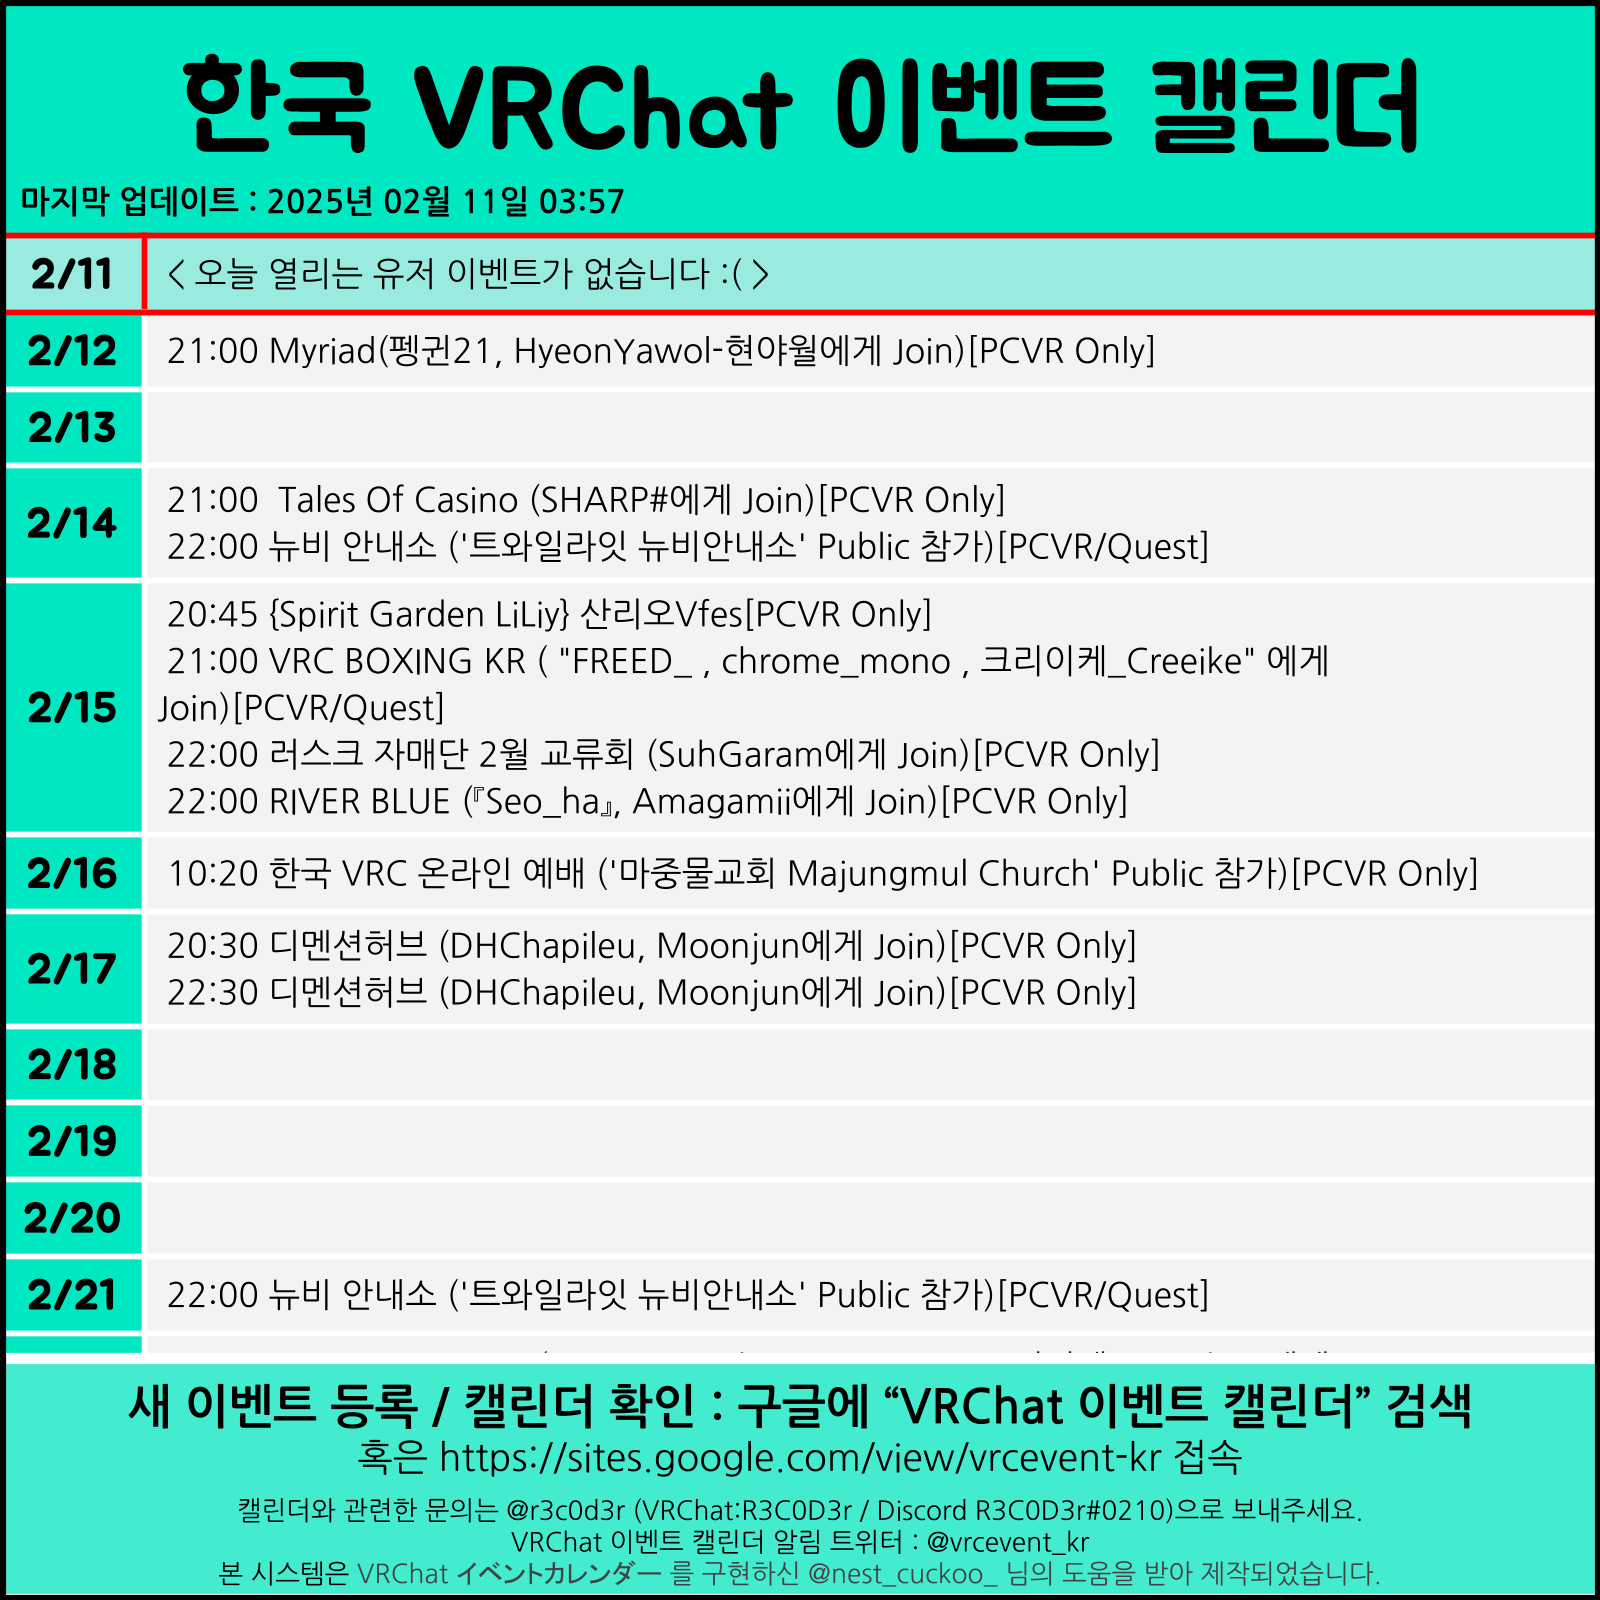 한국 VRChat 이벤트 캘린더
마지막 업데이트 : 2025년 02월 11일 03:57
2/11
< 오늘 열리는 유저 이벤트가 없습니다 :( >
2/12
21:00 Myriad(펭귄21, HyeonYawol-현야월에게 Join)[PCVR Only]
2/13
2/14
21:00 Tales Of Casino (SHARP#에게 Join)[PCVR Only]
22:00 뉴비 안내소 ('트와일라잇 뉴비안내소' Public 참가)[PCVR/Quest]
2/15
20:45 {Spirit Garden LiLiy} 산리오Vfes[PCVR Only]
21:00 VRC BOXING KR ( "FREED_ , chrome_mono , 크리이케_Creeike" 에게
Join)[PCVR/Quest]
22:00 러스크 자매단 2월 교류회 (SuhGaram에게 Join)[PCVR Only]
22:00 RIVER BLUE (『Seo_ha』, Amagamii에게 Join)[PCVR Only]
2/16
10:20 한국 VRC 온라인 예배 ('마중물교회 Majungmul Church' Public 참가)[PCVR Only]
2/17
20:30 디멘션허브 (DHChapileu, Moonjun에게 Join)[PCVR Only]
22:30 디멘션허브 (DHChapileu, Moonjun에게 Join)[PCVR Only]
2/18
2/19
2/20
2/21
22:00 뉴비 안내소 ('트와일라잇 뉴비안내소' Public 참가)[PCVR/Quest]
새 이벤트 등록 / 캘린더 확인 : 구글에 “VRChat 이벤트 캘린더” 검색
혹은 https://sites.google.com/view/vrcevent-kr 접속
캘린더와 관련한 문의는 @r3c0d3r (VRChat:R3C0D3r / Discord R3C0D3r#0210)으로 보내주세요.
VRChat 이벤트 캘린더 알림 트위터 : @vrcevent_kr
본 시스템은 VRChat イベントカレンダー 를 구현하신 @nest_cuckoo_ 님의 도움을 받아 제작되었습니다.